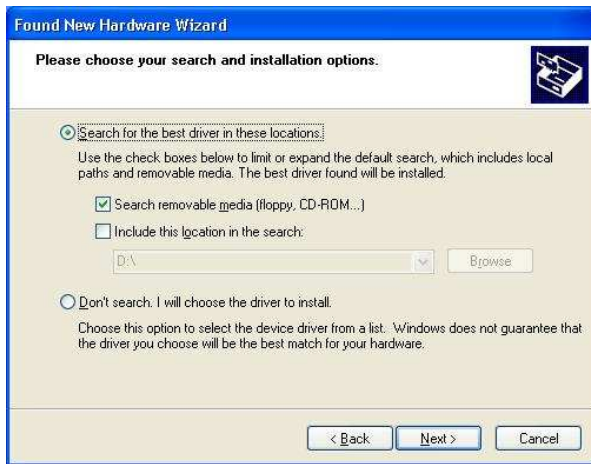 Found New Hardware Wizard
Please choose your search and installation options.
Search for the best driver in these locations.
Use the check boxes below to limit or expand the default search, which includes local
paths and removable media. The best driver found will be installed.
Search removable media (floppy, CD-ROM...)
Include this location in the search:
D:\
Browse
Don't search. I will choose the driver to install.
Choose this option to select the device driver from a list. Windows does not guarantee that
the driver you choose will be the best match for your hardware.
< Back
Next >
Cancel